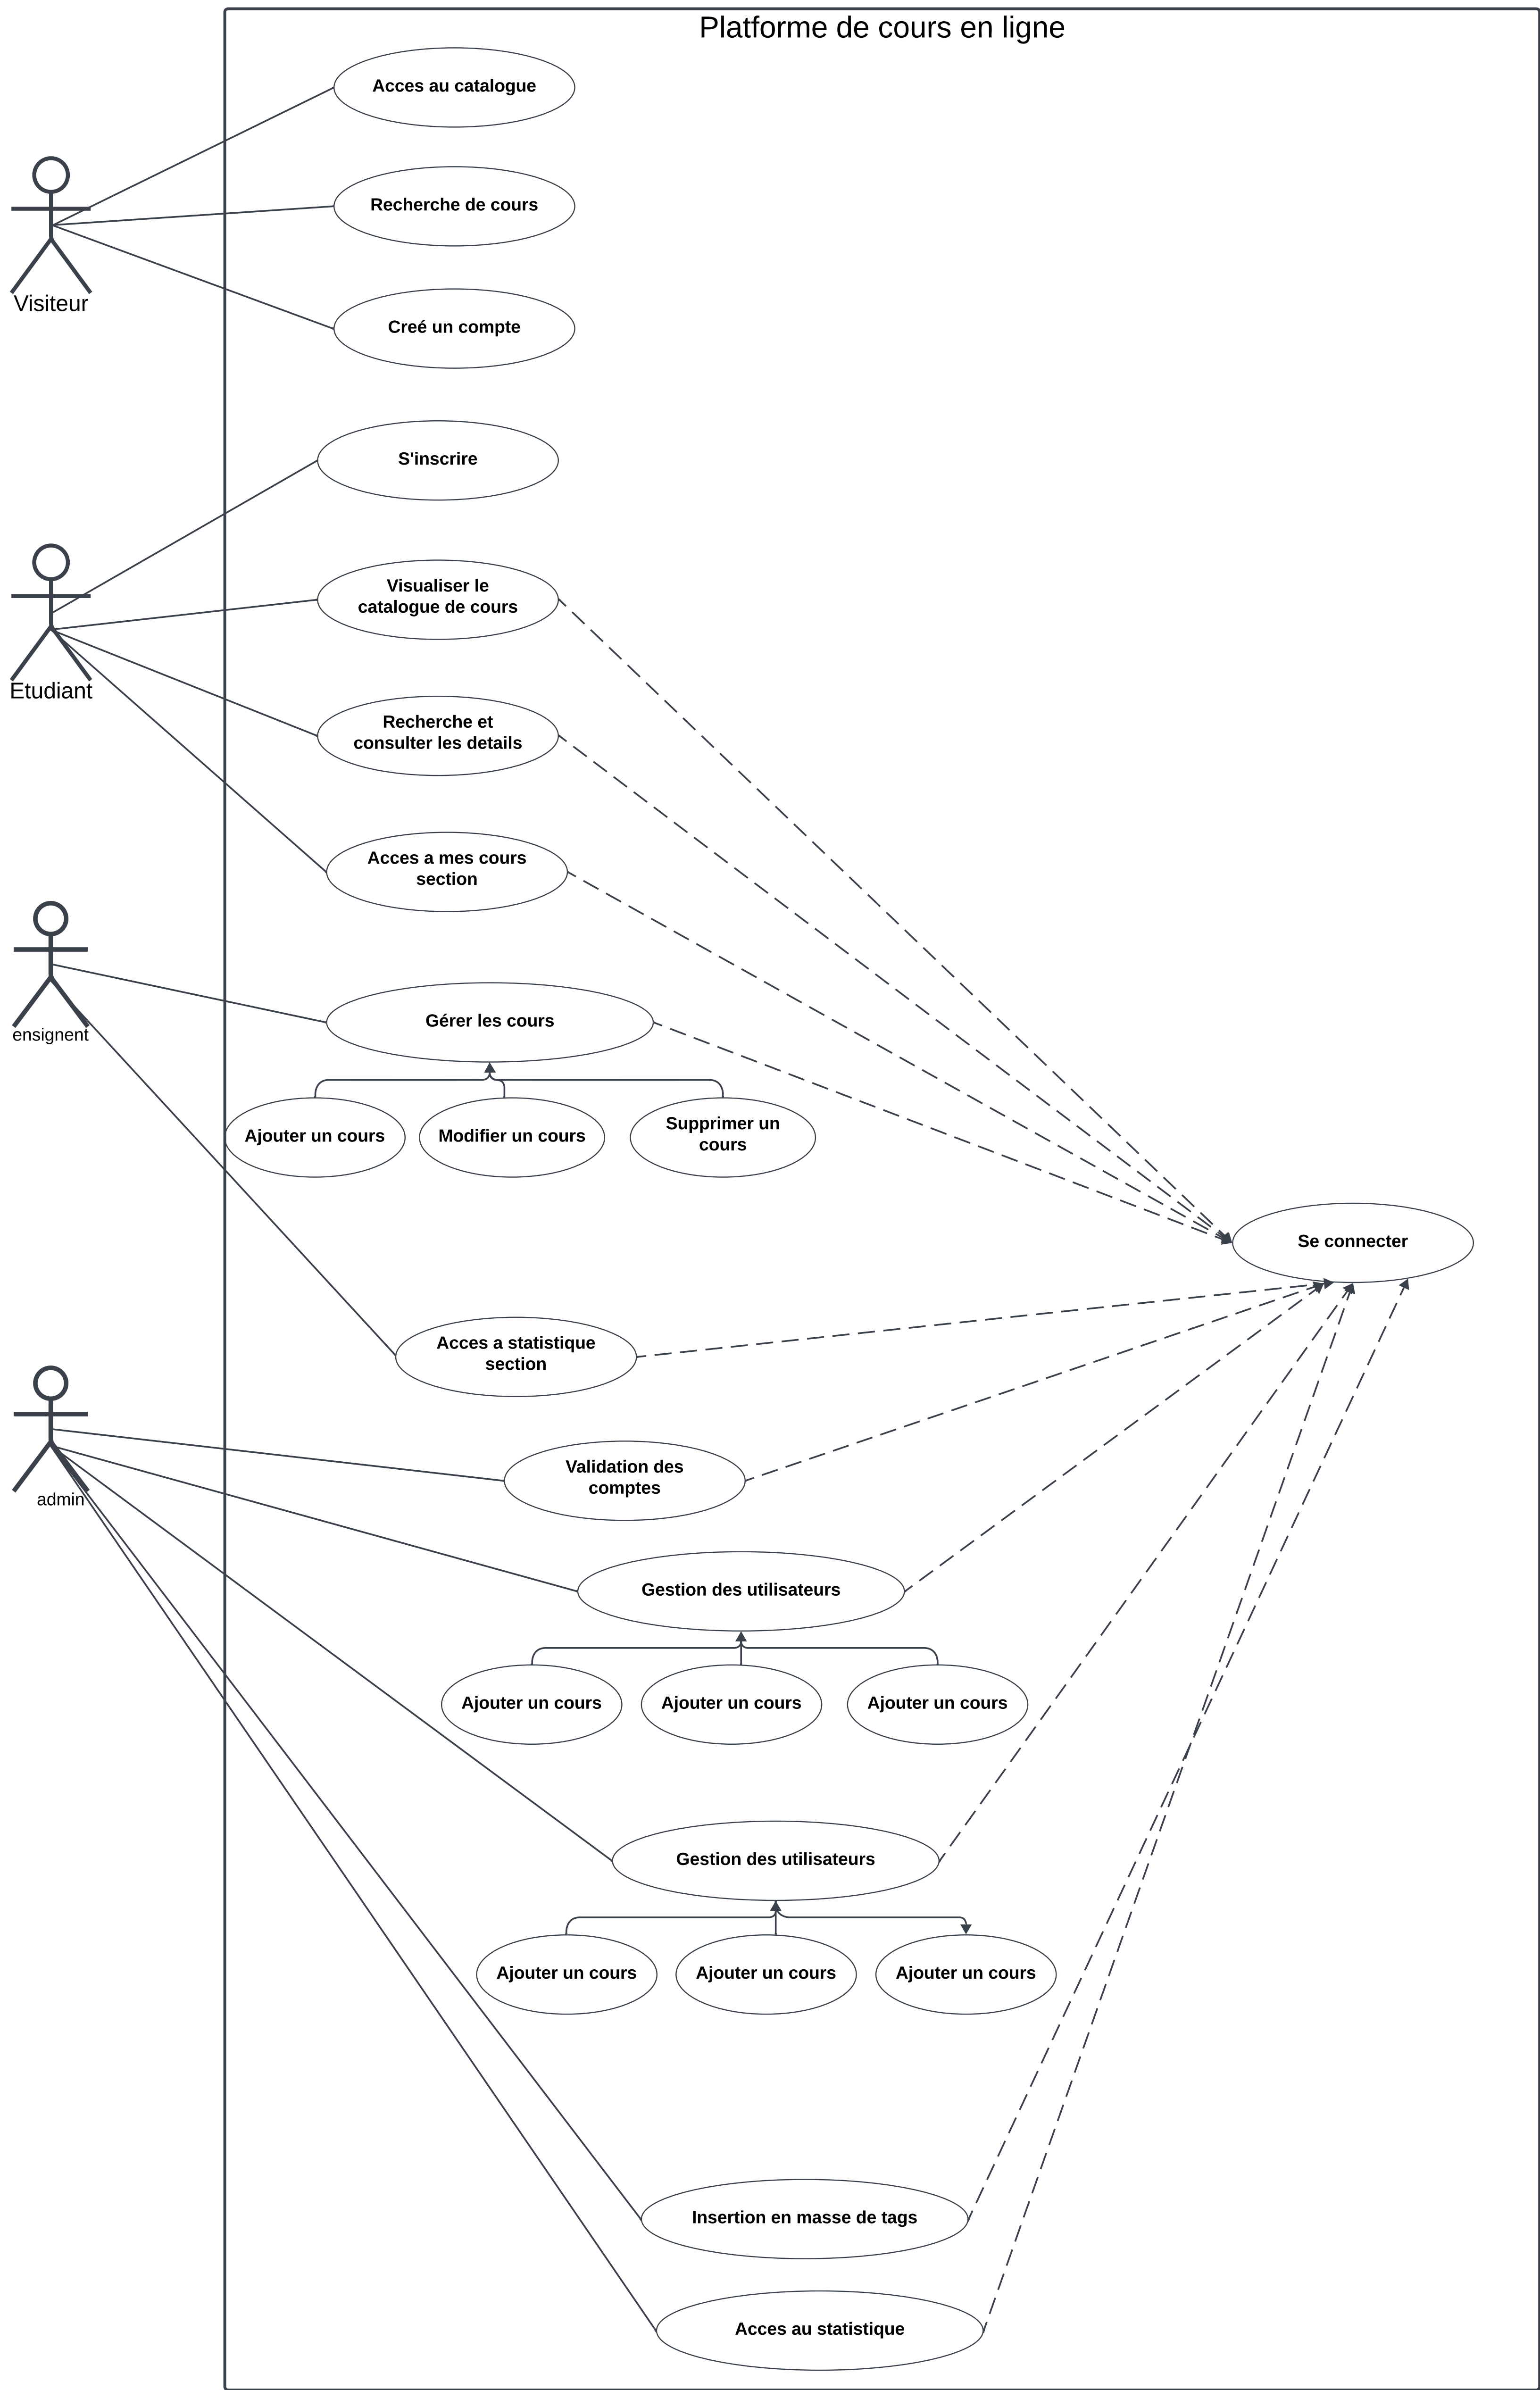 Platforme de cours en ligne
Acces au catalogue
Recherche de cours
Visiteur
Creé un compte
S'inscrire
Visualiser le
catalogue de cours
Etudiant
Recherche et
consulter les details
Acces a mes cours
section
ensignent
Gérer les cours
Ajouter un cours
Modifier un cours
Supprimer un
cours
Se connecter
Acces a statistique
section
admin
Validation des
comptes
Gestion des utilisateurs
Ajouter un cours
Ajouter un cours
Ajouter un cours
Gestion des utilisateurs
Ajouter un cours
Ajouter un cours
Ajouter un cours
Insertion en masse de tags
Acces au statistique